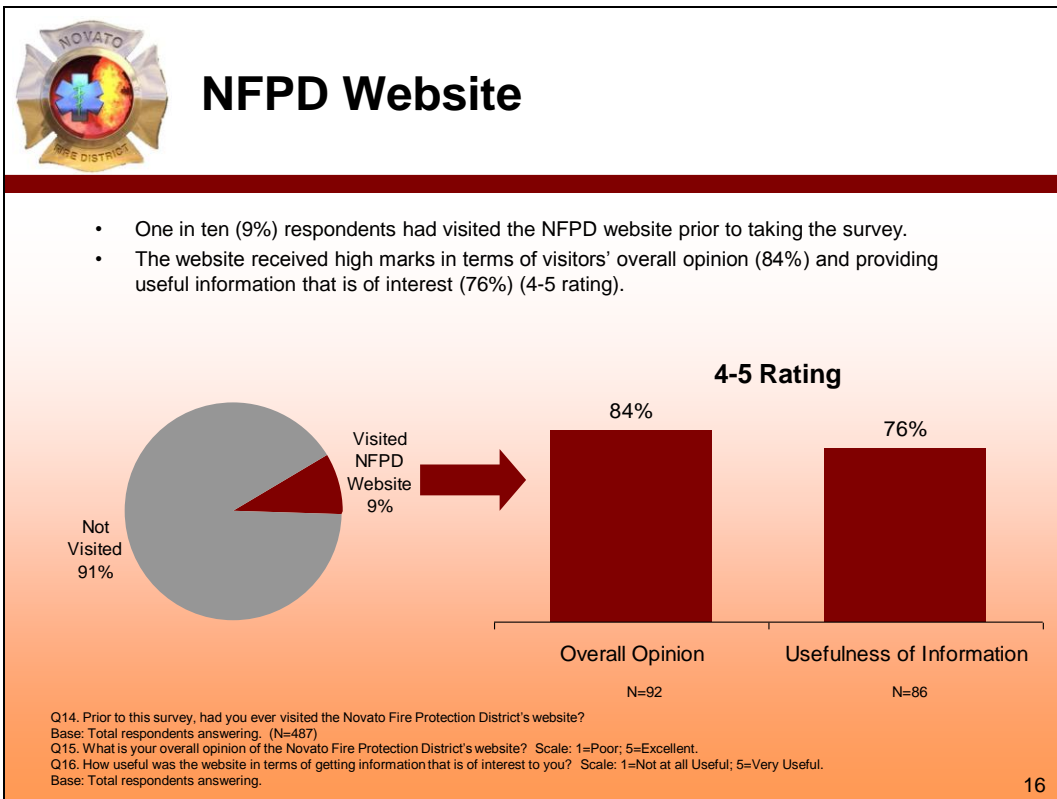 NOVATO
FIRE DISTRICT
NFPD Website
• One in ten (9%) respondents had visited the NFPD website prior to taking the survey.
• The website received high marks in terms of visitors' overall opinion (84%) and providing
useful information that is of interest (76%) (4-5 rating).
Visited
NFPD
Website
9%
Not
Visited
91%
4-5 Rating
84%
76%
Overall Opinion
Usefulness of Information
N=92
N=86
Q14. Prior to this survey, had you ever visited the Novato Fire Protection District's website?
Base: Total respondents answering. (N=487)
Q15. What is your overall opinion of the Novato Fire Protection District's website? Scale: 1=Poor; 5=Excellent.
Q16. How useful was the website in terms of getting information that is of interest to you? Scale: 1=Not at all Useful; 5=Very Useful.
Base: Total respondents answering.
16